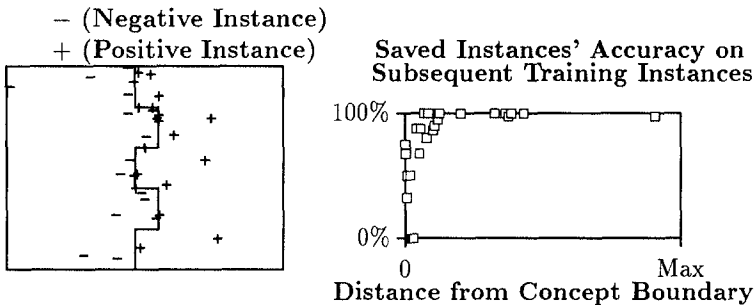 − (Negative Instance)
+ (Positive Instance)
Saved Instances' Accuracy on
Subsequent Training Instances
100%
0%
0
Max
Distance from Concept Boundary